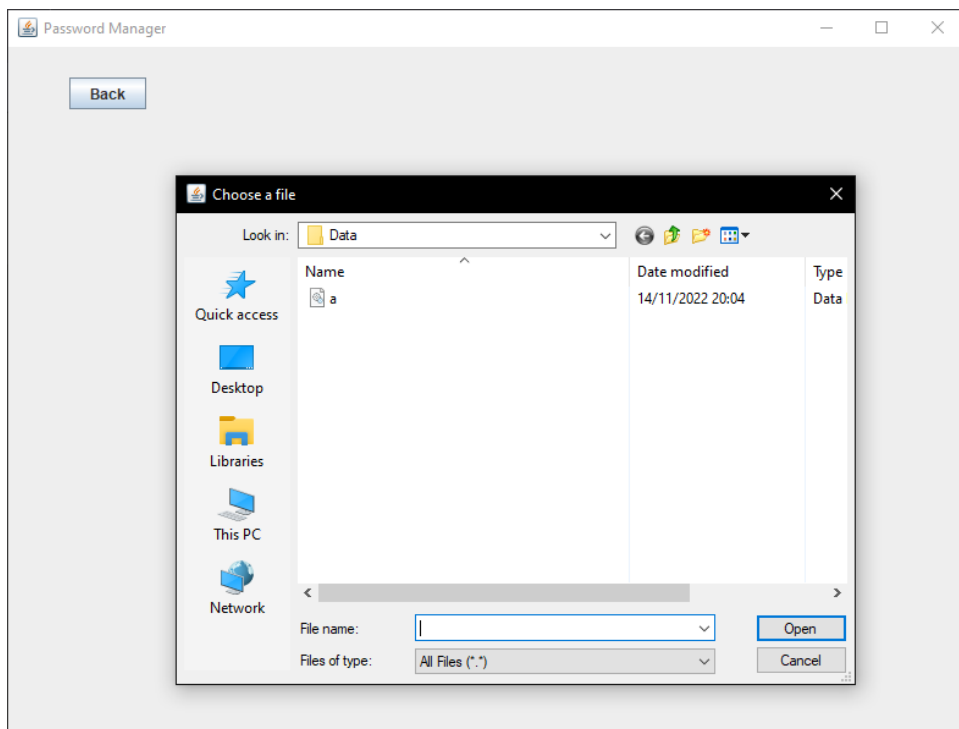 Password Manager
Back
Choose a file
Look in: Data
Name Date modified Type
a 14/11/2022 20:04 Data
Quick access
Desktop
Libraries
This PC
Network
File name: Open
Files of type: All Files (*.*) Cancel